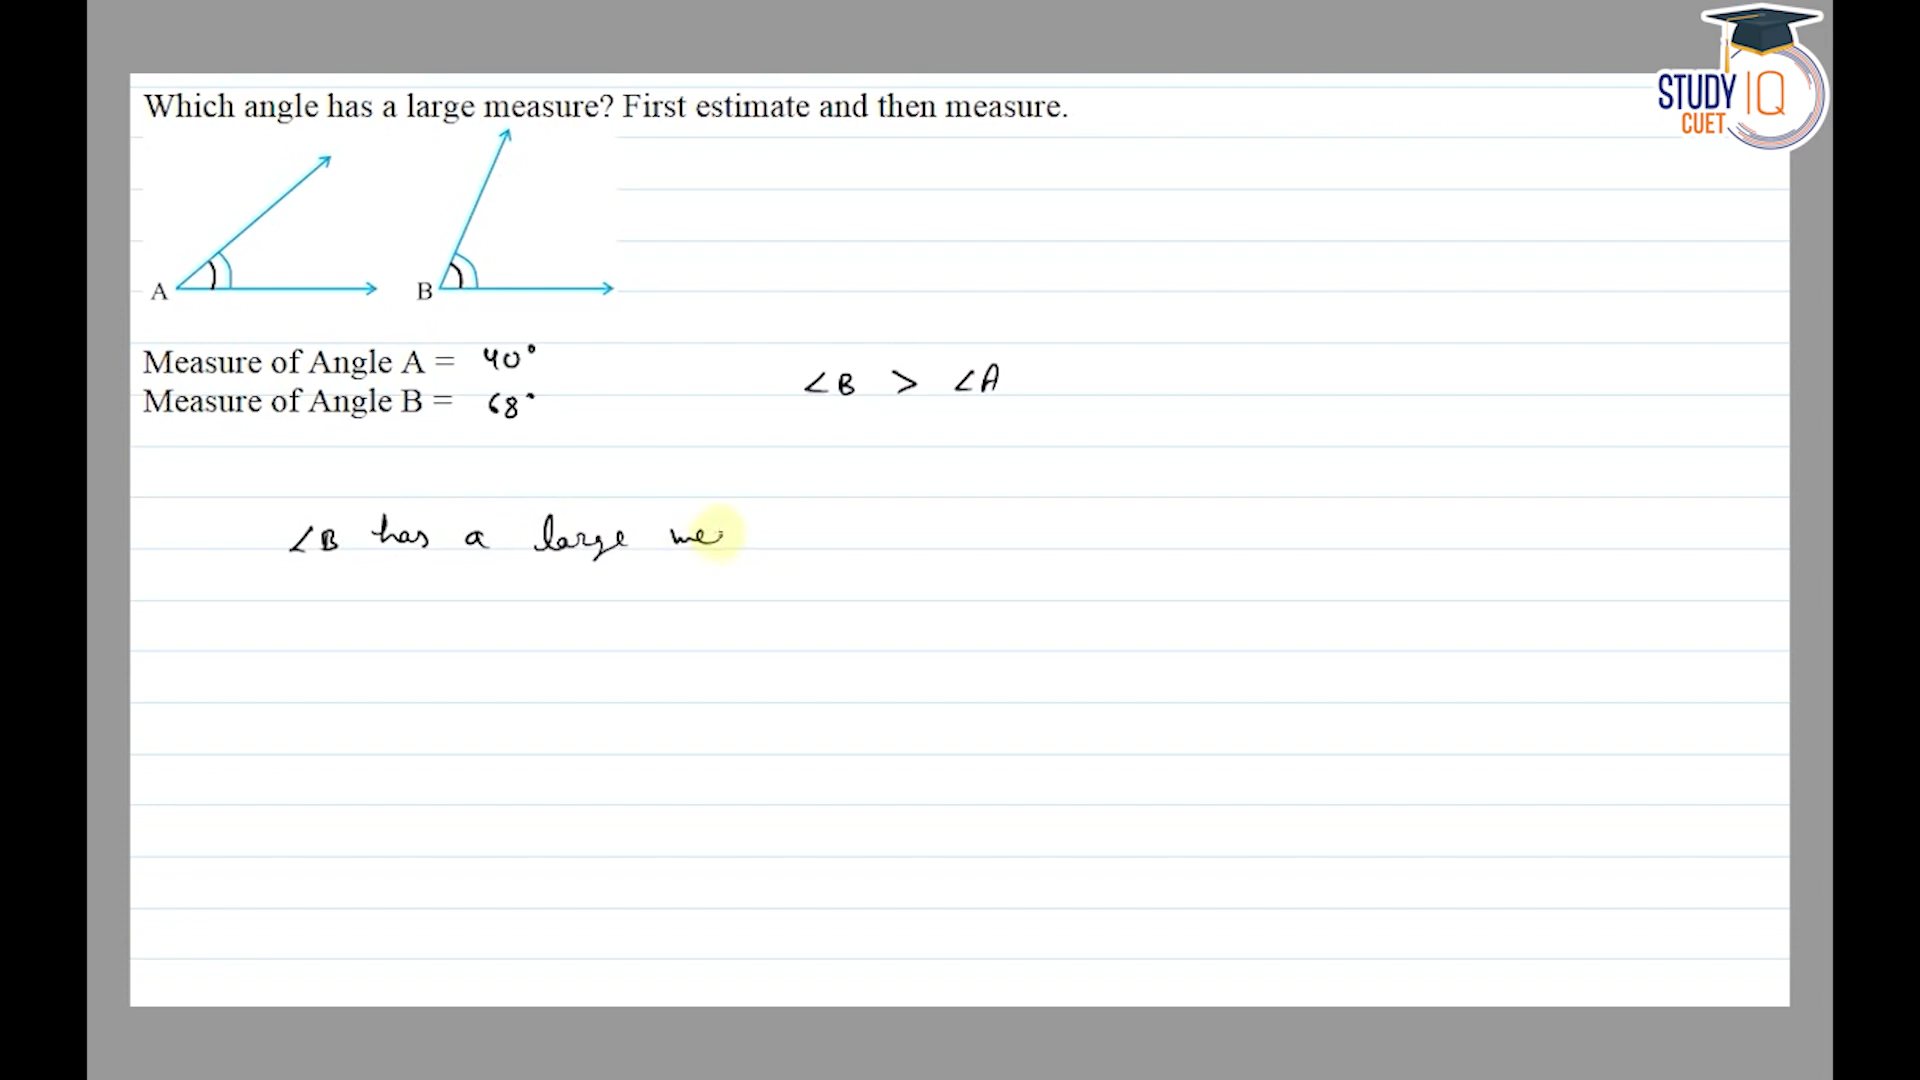 STUDY IQ
CUET
Which angle has a large measure? First estimate and then measure.
A B
Measure of Angle A = 40°
Measure of Angle B = 68°
∠B > ∠A
∠B has a large me